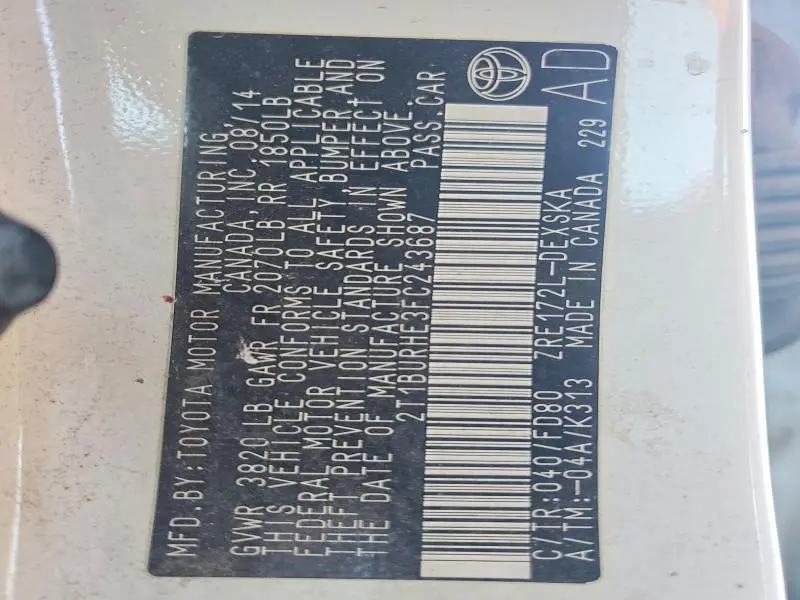 MFD.BY:TOYOTA MOTOR MANUFACTURING
CANADA, INC. 08/14
GVWR 3820 LB GAWR FR 2070LB, RR 1850LB
THIS VEHICLE CONFORMS TO ALL APPLICABLE
FEDERAL MOTOR VEHICLE SAFETY BUMPER, AND
THEFT PREVENTION STANDARDS IN EFFECT ON
THE DATE OF MANUFACTURE SHOWN ABOVE.
2T1BURHE3FC243687 PASS.CAR
C/TR:040/FD80 ZRE172L-DEXSKA
A/TM:-04A/K313 MADE IN CANADA 229
AD